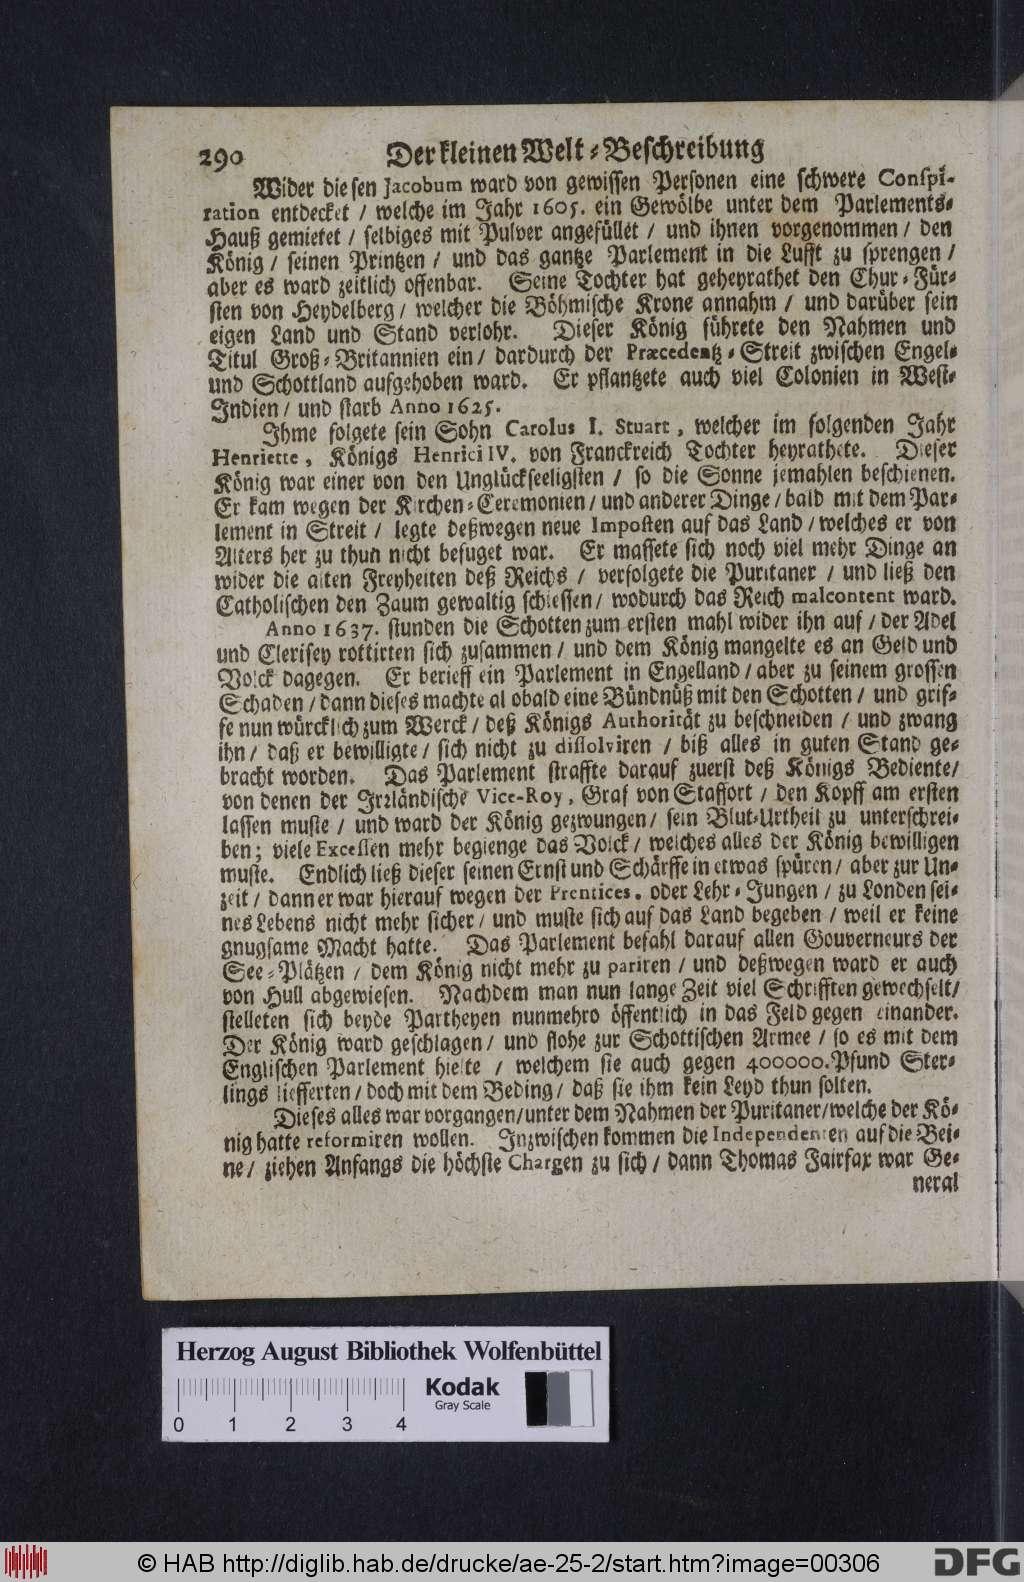 290 Der kleinen Welt-Beschreibung
Wider diesen Jacobum ward von gewissen Personen eine schwere Conspi-
ration entdecket / welche im Jahr 1605. ein Gewölbe unter dem Parlements-
Hauß gemietet / selbiges mit Pulver angefüllet / und ihnen vorgenommen / den
König / seinen Printzen / und das gantze Parlement in die Lufft zu sprengen /
aber es ward zeitlich offenbar. Seine Tochter hat geheyrathet den Chur-Für-
sten von Heydelberg / welcher die Böhmische Krone annahm / und darüber sein
eigen Land und Stand verlohr. Dieser König führete den Nahmen und
Titul Groß-Britannien ein / dardurch der Præcedentz-Streit zwischen Engel-
und Schottland aufgehoben ward. Er pflantzete auch viel Colonien in West-
Indien / und starb Anno 1625.
Ihme folgete sein Sohn Carolus I. Stuart, welcher im folgenden Jahr
Henriette, Königs Henrici IV. von Franckreich Tochter heyrathete. Dieser
König war einer von den Unglückseeligsten / so die Sonne jemahlen beschienen.
Er kam wegen der Kirchen-Ceremonien / und anderer Dinge / bald mit dem Par-
lement in Streit / legte deßwegen neue Imposten auf das Land / welches er von
Alters her zu thun nicht befuget war. Er massete sich noch viel mehr Dinge an
wider die alten Freyheiten deß Reichs / verfolgete die Puritaner / und ließ den
Catholischen den Zaum gewaltig schiessen / wodurch das Reich malcontent ward.
Anno 1637. stunden die Schotten zum ersten mahl wider ihn auf / der Adel
und Clerisey rottirten sich zusammen / und dem König mangelte es an Geld und
Volck dagegen. Er berieff ein Parlement in Engelland / aber zu seinem grossen
Schaden / dann dieses machte alsobald eine Bündnüß mit den Schotten / und grif-
fe nun würcklich zum Werck / deß Königs Authorität zu beschneiden / und zwang
ihn / daß er bewilligte / sich nicht zu dissolviren / biß alles in guten Stand ge-
bracht worden. Das Parlement straffte darauf zuerst deß Königs Bediente /
von denen der Irrländische Vice-Roy, Graf von Staffort / den Kopff am ersten
lassen muste / und ward der König gezwungen / sein Blut-Urtheil zu unterschrei-
ben; viele Excessen mehr begienge das Volck / welches alles der König bewilligen
muste. Endlich ließ dieser seinen Ernst und Schärffe in etwas spüren / aber zur Un-
zeit / dann er war hierauf wegen der Prentices. oder Lehr-Jungen / zu Londen sei-
nes Lebens nicht mehr sicher / und muste sich auf das Land begeben / weil er keine
gnugsame Macht hatte. Das Parlement befahl darauf allen Gouverneurs der
See-Plätzen / dem König nicht mehr zu pariren / und deßwegen ward er auch
von Hull abgewiesen. Nachdem man nun lange Zeit viel Schrifften gewechselt /
stelleten sich beyde Partheyen nunmehro öffentlich in das Feld gegen einander.
Der König ward geschlagen / und flohe zur Schottischen Armee / so es mit dem
Englischen Parlement hielte / welchem sie auch gegen 400000. Pfund Ster-
lings liefferten / doch mit dem Beding / daß sie ihm kein Leyd thun solten.
Dieses alles war vorgangen / unter dem Nahmen der Puritaner / welche der Kö-
nig hatte reformiren wollen. Inzwischen kommen die Independenten auf die Bei-
ne / ziehen Anfangs die höchste Chargen zu sich / dann Thomas Fairfax war Ge-
neral
Herzog August Bibliothek Wolfenbüttel
Kodak
Gray Scale
0 1 2 3 4
© HAB http://diglib.hab.de/drucke/ae-25-2/start.htm?image=00306
DFG